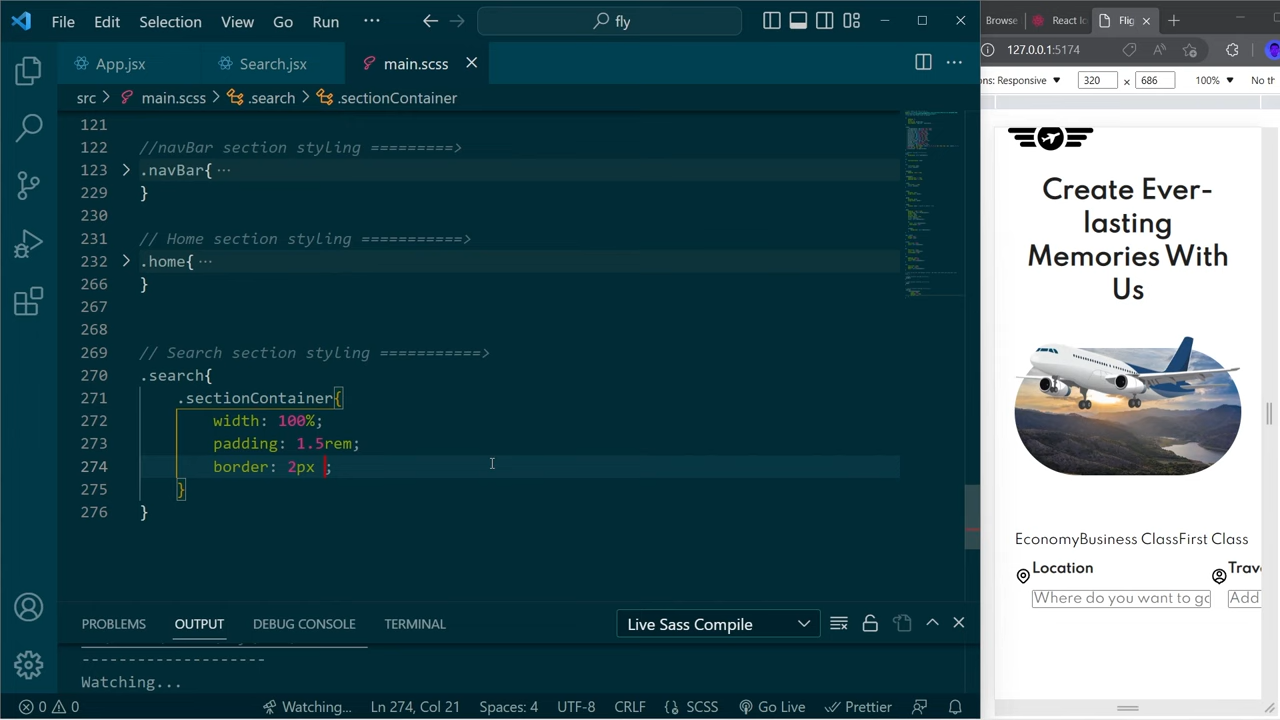 File Edit Selection View Go Run ··· fly
App.jsx Search.jsx main.scss
src main.scss .search .sectionContainer
121
122 //navBar section styling =========>
123 .navBar{ ···
229 }
230
231 // Home section styling ===========>
232 .home{ ···
266 }
267
268
269 // Search section styling ===========>
270 .search{
271 .sectionContainer{
272 width: 100%;
273 padding: 1.5rem;
274 border: 2px ;
275 }
276 }
PROBLEMS OUTPUT DEBUG CONSOLE TERMINAL Live Sass Compile
--------------------
Watching...
0 0 Watching... Ln 274, Col 21 Spaces: 4 UTF-8 CRLF SCSS Go Live Prettier
Browse React Ic Flig
127.0.0.1:5174
ons: Responsive 320 × 686 100% No th
Create Ever-
lasting
Memories With
Us
EconomyBusiness ClassFirst Class
Location Trave
Where do you want to go Add